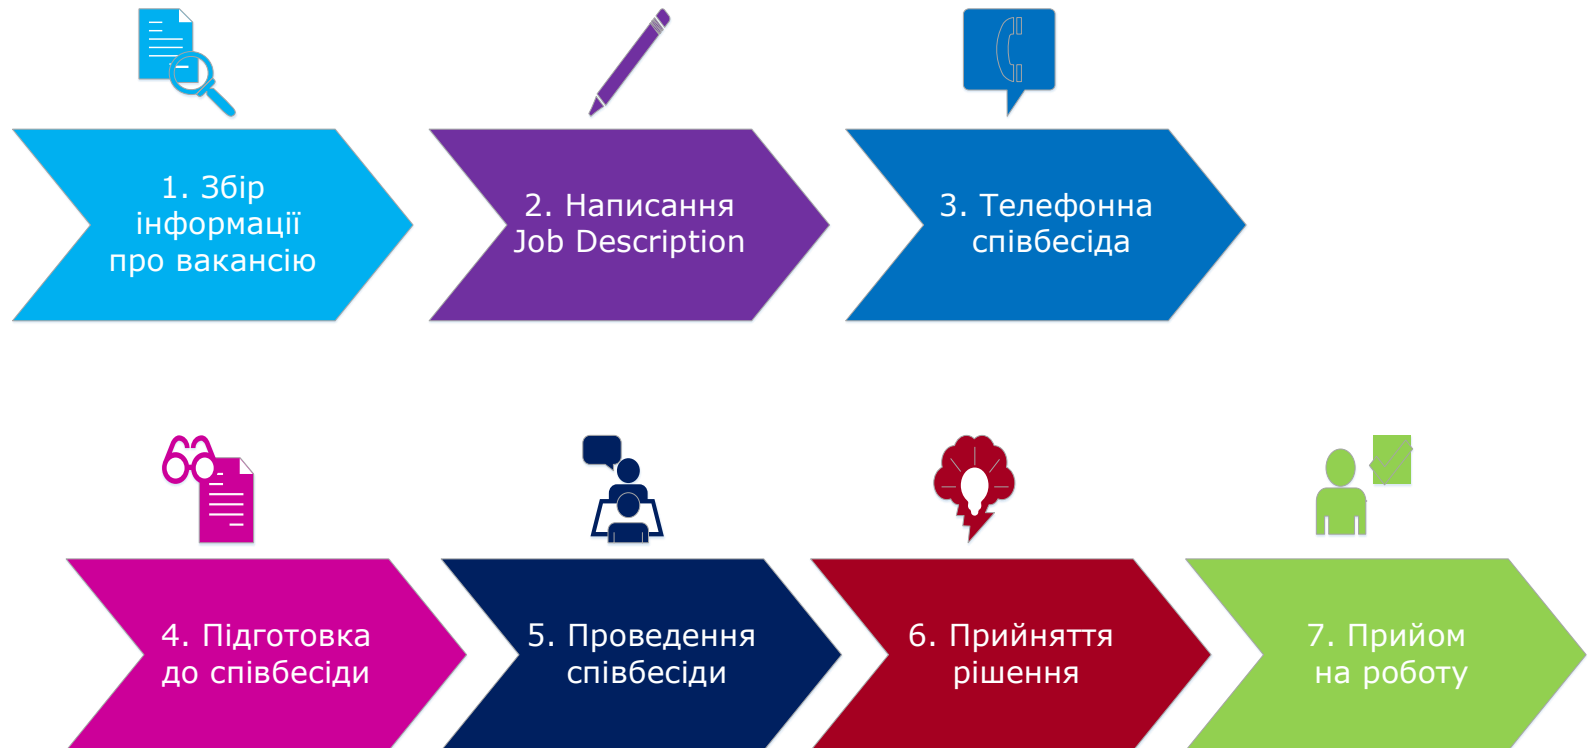 1. Збір
інформації
про вакансію
2. Написання
Job Description
3. Телефонна
співбесіда
4. Підготовка
до співбесіди
5. Проведення
співбесіди
6. Прийняття
рішення
7. Прийом
на роботу